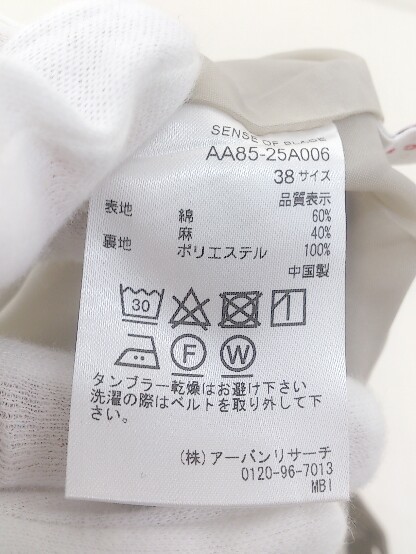 SENSE OF PLACE
AA85-25A006
38 サイズ
品質表示
表地 綿 60%
麻 40%
裏地 ポリエステル 100%
中国製
30
F W
タンブラー乾燥はお避け下さい
洗濯の際はベルトを取り外して下
さい。
(株) アーバンリサーチ
0120-96-7013
MBI